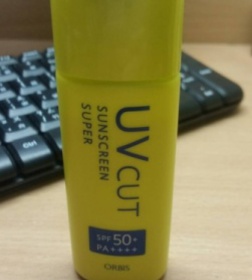 UV CUT
SUNSCREEN
SUPER
SPF 50+
PA++++
ORBIS